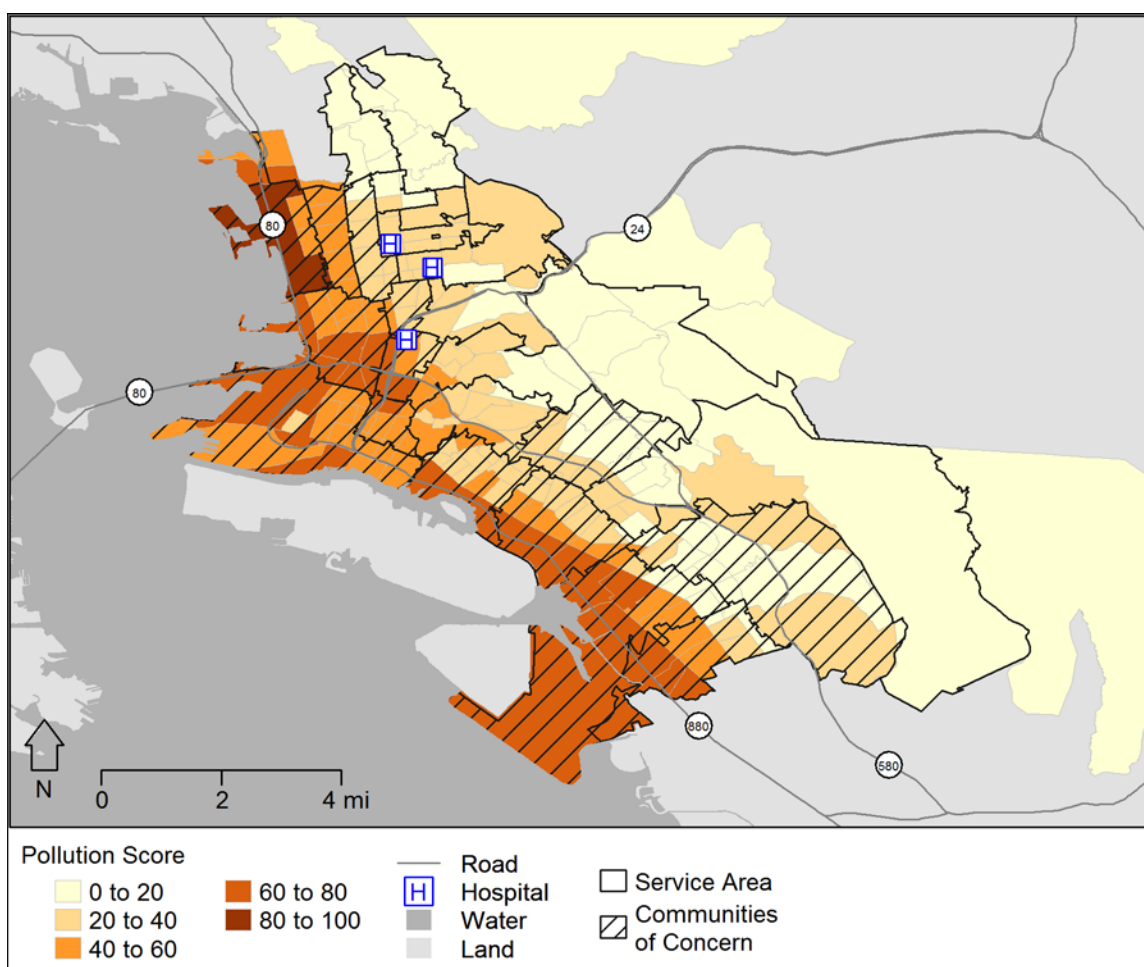 80
24
H
H
H
80
880
580
N
0 2 4 mi
Pollution Score
0 to 20
20 to 40
40 to 60
60 to 80
80 to 100
Road
H Hospital
Water
Land
Service Area
Communities
of Concern